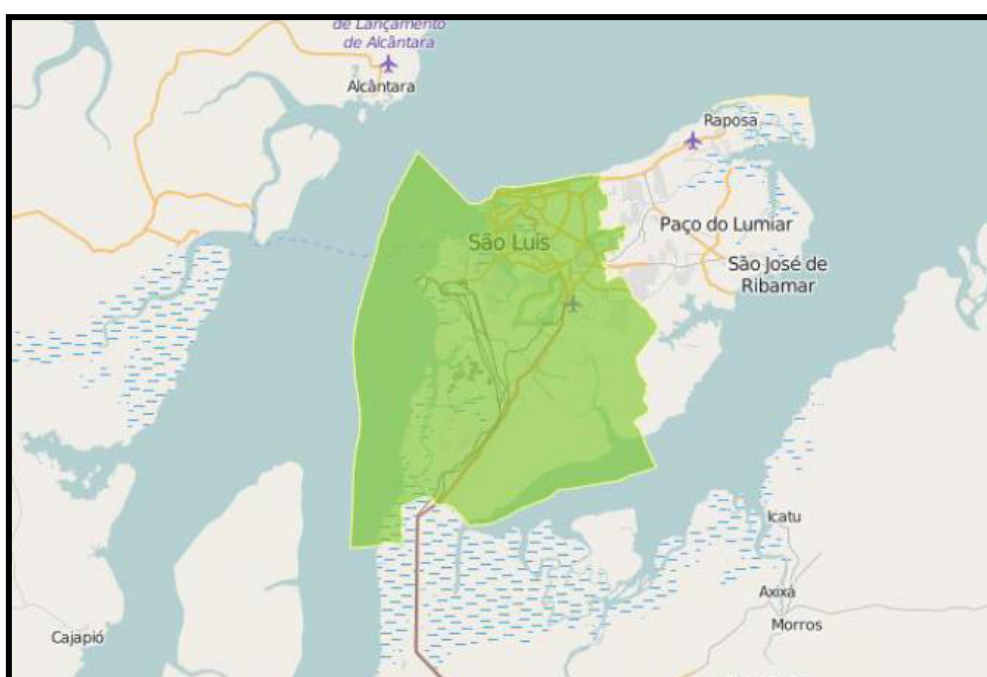 de Lançamento
de Alcântara
Alcântara
Raposa
São Luís
Paço do Lumiar
São José de
Ribamar
Icatu
Axixá
Morros
Cajapió